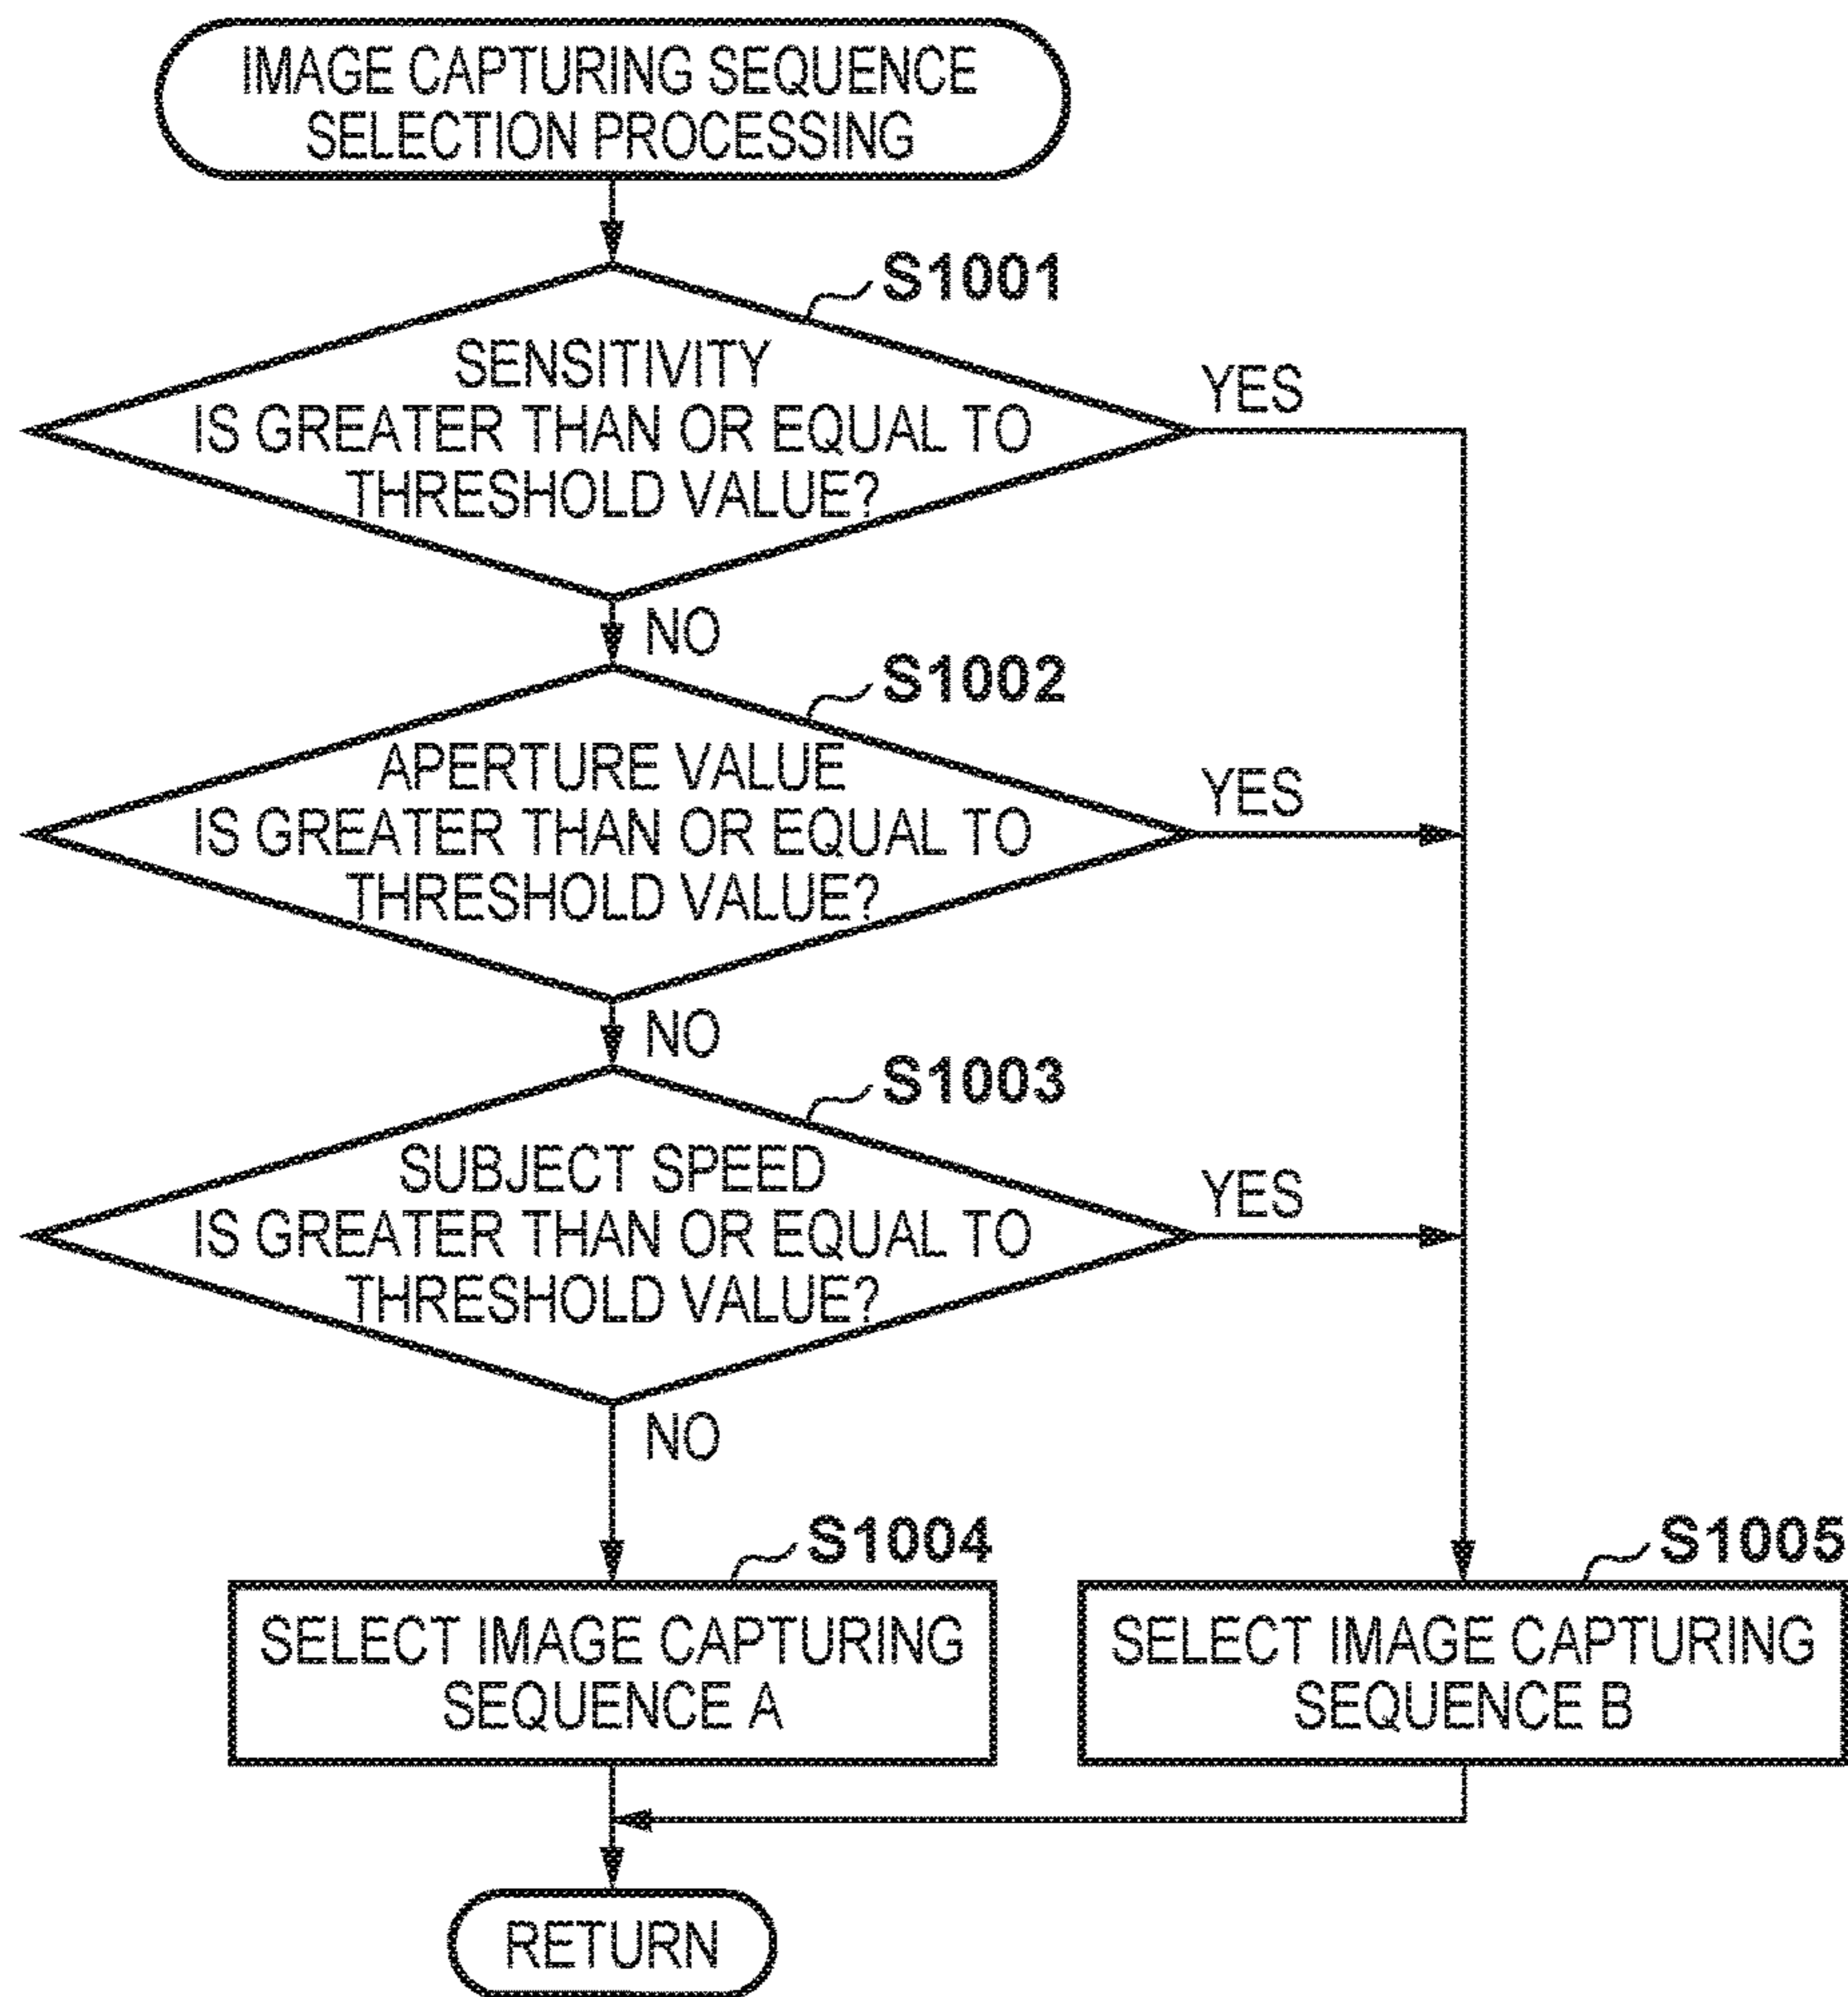 IMAGE CAPTURING SEQUENCE
SELECTION PROCESSING
S1001
SENSITIVITY
IS GREATER THAN OR EQUAL TO
THRESHOLD VALUE?
YES
NO
S1002
APERTURE VALUE
IS GREATER THAN OR EQUAL TO
THRESHOLD VALUE?
YES
NO
S1003
SUBJECT SPEED
IS GREATER THAN OR EQUAL TO
THRESHOLD VALUE?
YES
NO
S1004
SELECT IMAGE CAPTURING
SEQUENCE A
S1005
SELECT IMAGE CAPTURING
SEQUENCE B
RETURN